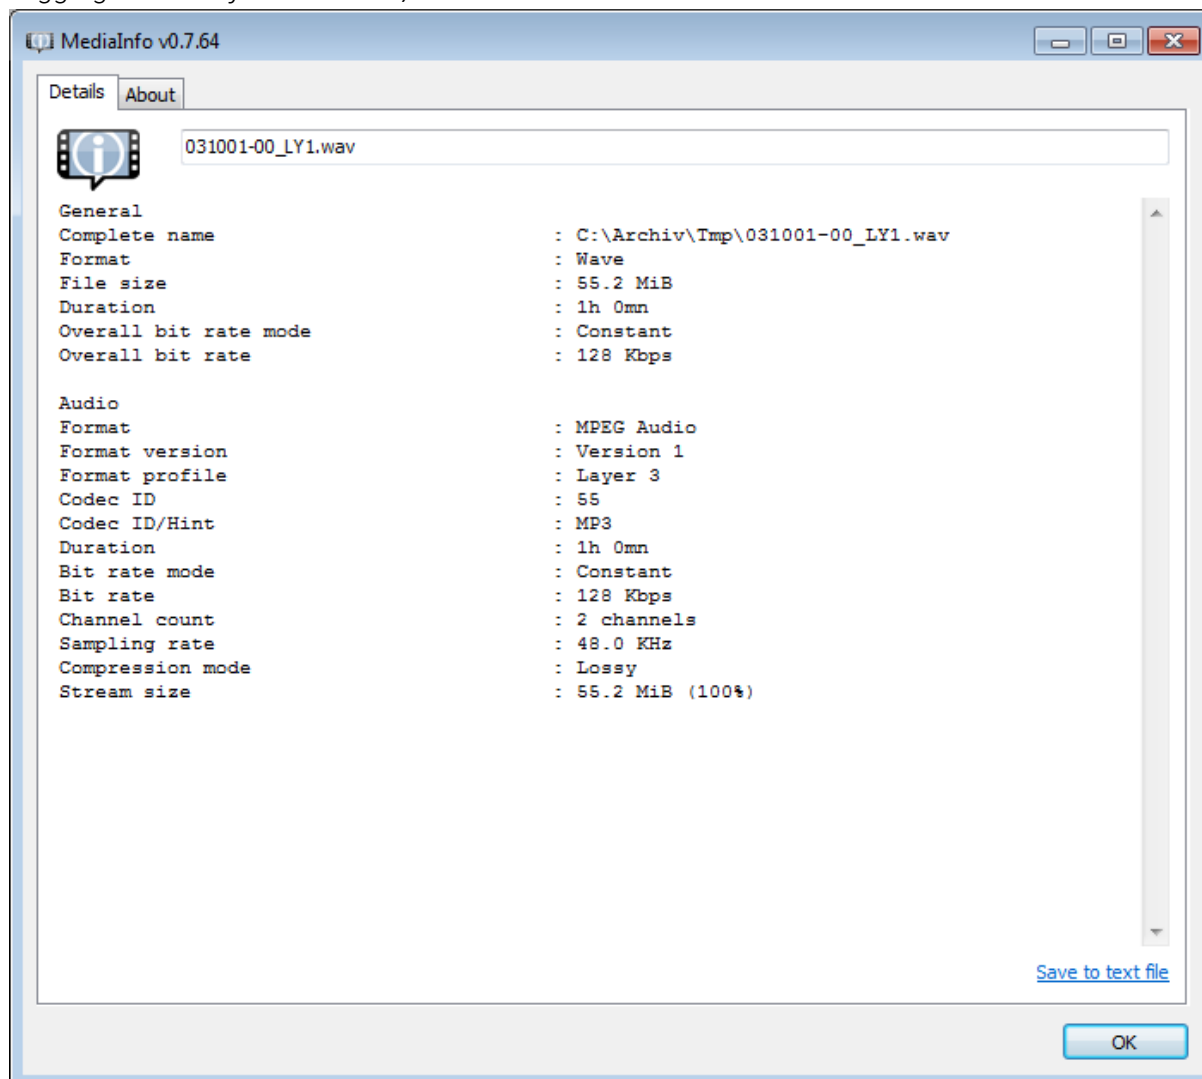 MediaInfo v0.7.64
Details About
031001-00_LY1.wav
General
Complete name : C:\Archiv\Tmp\031001-00_LY1.wav
Format : Wave
File size : 55.2 MiB
Duration : 1h 0mn
Overall bit rate mode : Constant
Overall bit rate : 128 Kbps
Audio
Format : MPEG Audio
Format version : Version 1
Format profile : Layer 3
Codec ID : 55
Codec ID/Hint : MP3
Duration : 1h 0mn
Bit rate mode : Constant
Bit rate : 128 Kbps
Channel count : 2 channels
Sampling rate : 48.0 KHz
Compression mode : Lossy
Stream size : 55.2 MiB (100%)
Save to text file
OK